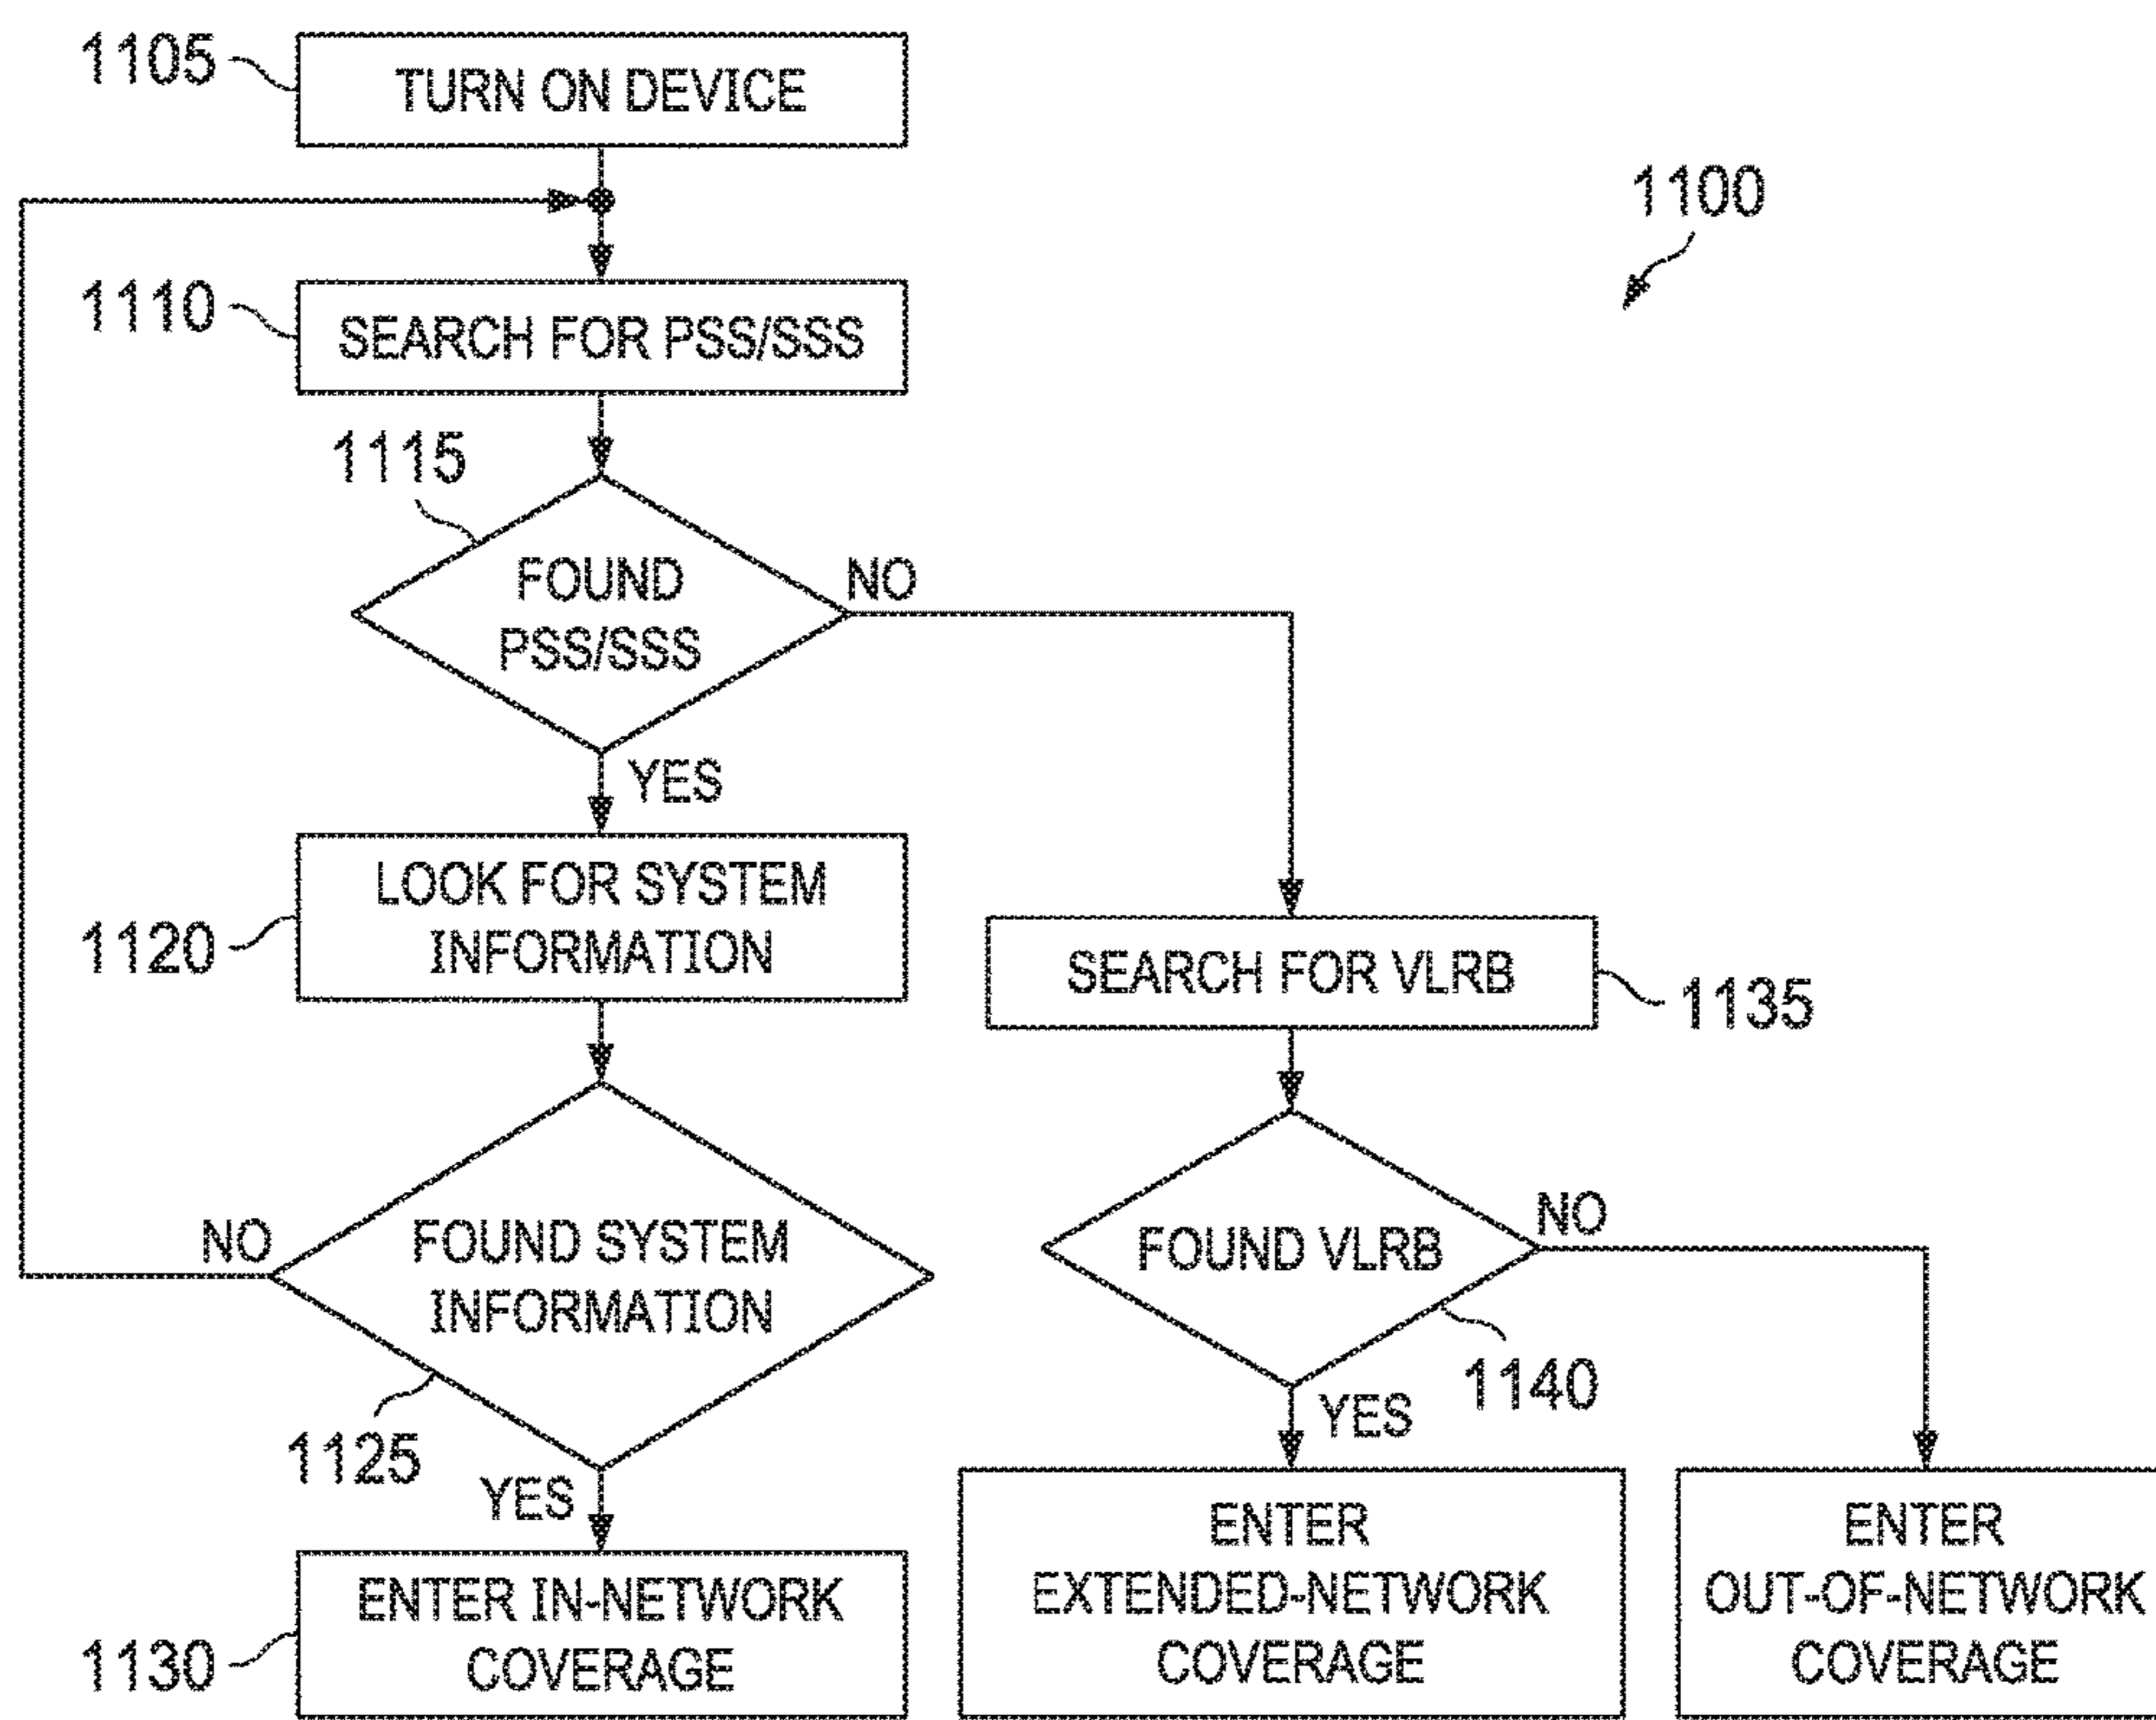 1105
TURN ON DEVICE
1100
1110
SEARCH FOR PSS/SSS
1115
FOUND
PSS/SSS
NO
YES
1120
LOOK FOR SYSTEM
INFORMATION
SEARCH FOR VLRB
1135
NO
FOUND SYSTEM
INFORMATION
1125
YES
FOUND VLRB
NO
1140
YES
1130
ENTER IN-NETWORK
COVERAGE
ENTER
EXTENDED-NETWORK
COVERAGE
ENTER
OUT-OF-NETWORK
COVERAGE